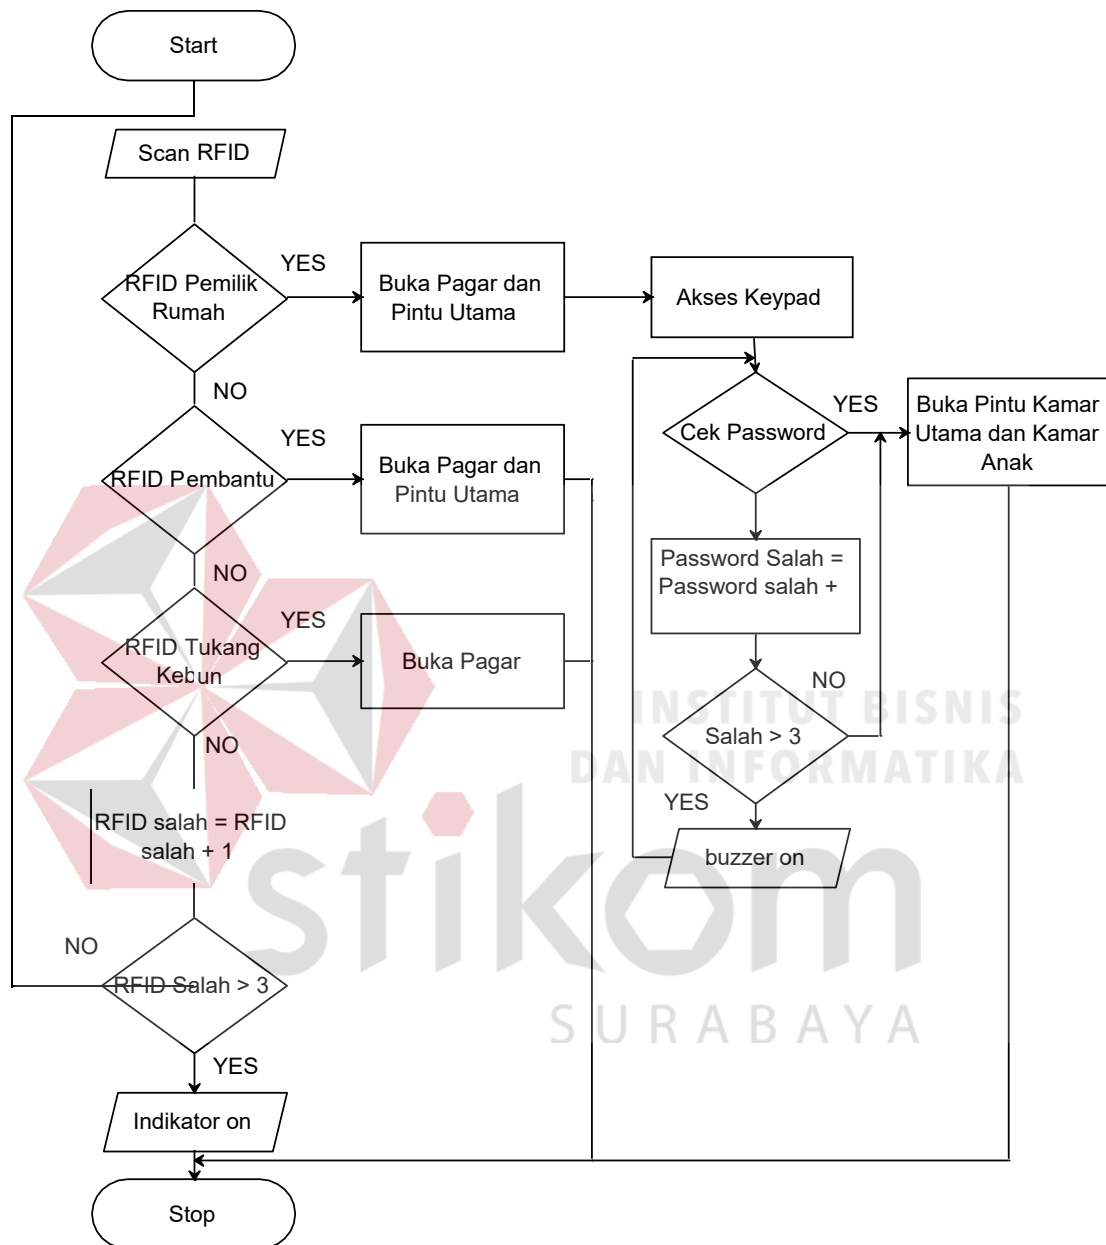 Start
Scan RFID
RFID Pemilik
Rumah
YES
Buka Pagar dan
Pintu Utama
Akses Keypad
NO
RFID Pembantu
YES
Buka Pagar dan
Pintu Utama
Cek Password
YES
Buka Pintu Kamar
Utama dan Kamar
Anak
NO
RFID Tukang
Kebun
YES
Buka Pagar
Password Salah =
Password salah +
NO
Salah > 3
YES
buzzer on
NO
RFID salah = RFID
salah + 1
NO
RFID Salah > 3
YES
Indikator on
Stop
INSTITUT BISNIS
DAN INFORMATIKA
stikom
SURABAYA